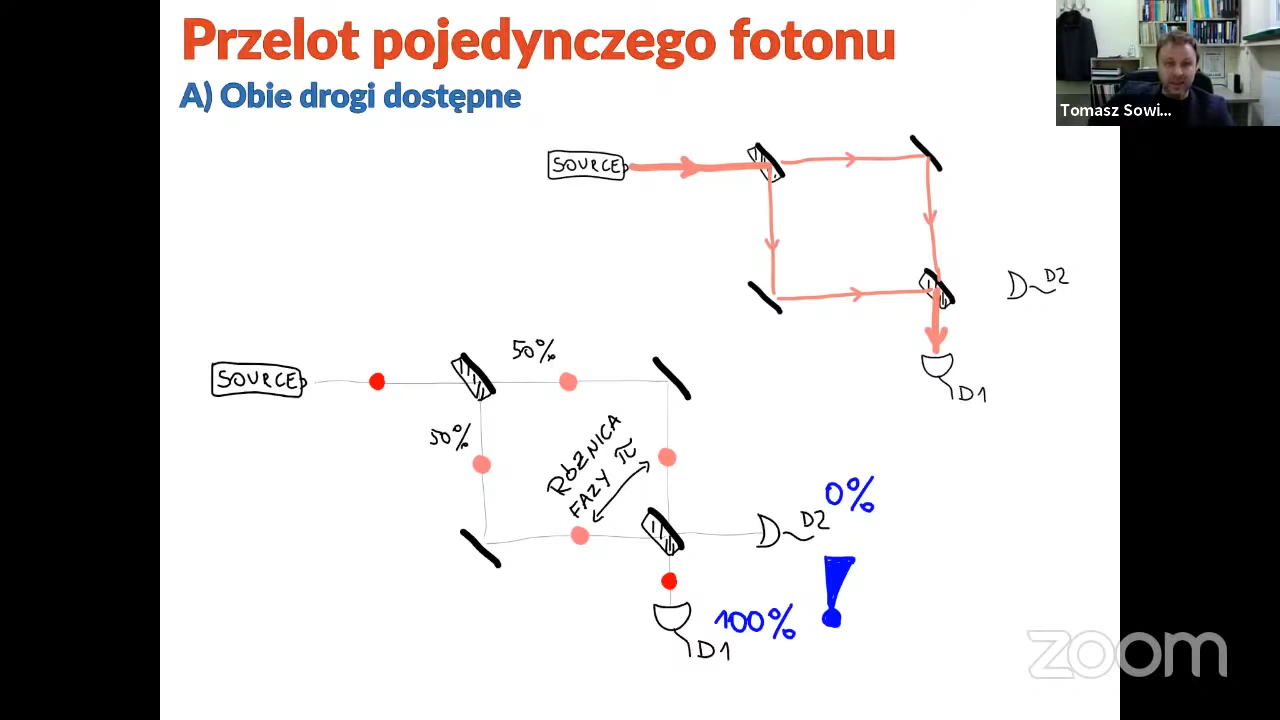 Przelot pojedynczego fotonu
A) Obie drogi dostępne
Tomasz Sowi...
SOURCE
D2
D1
SOURCE
50%
50%
RÓŻNICA
FAZY π
D2
0%
100%
!
D1
zoom